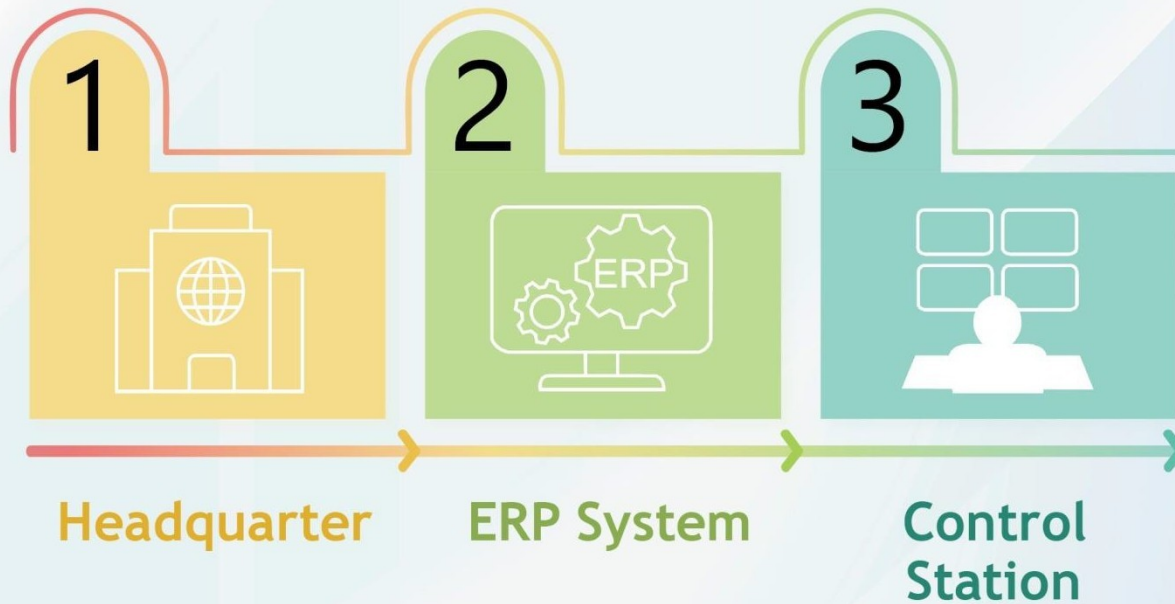 1
2
3
ERP
Headquarter
ERP System
Control
Station